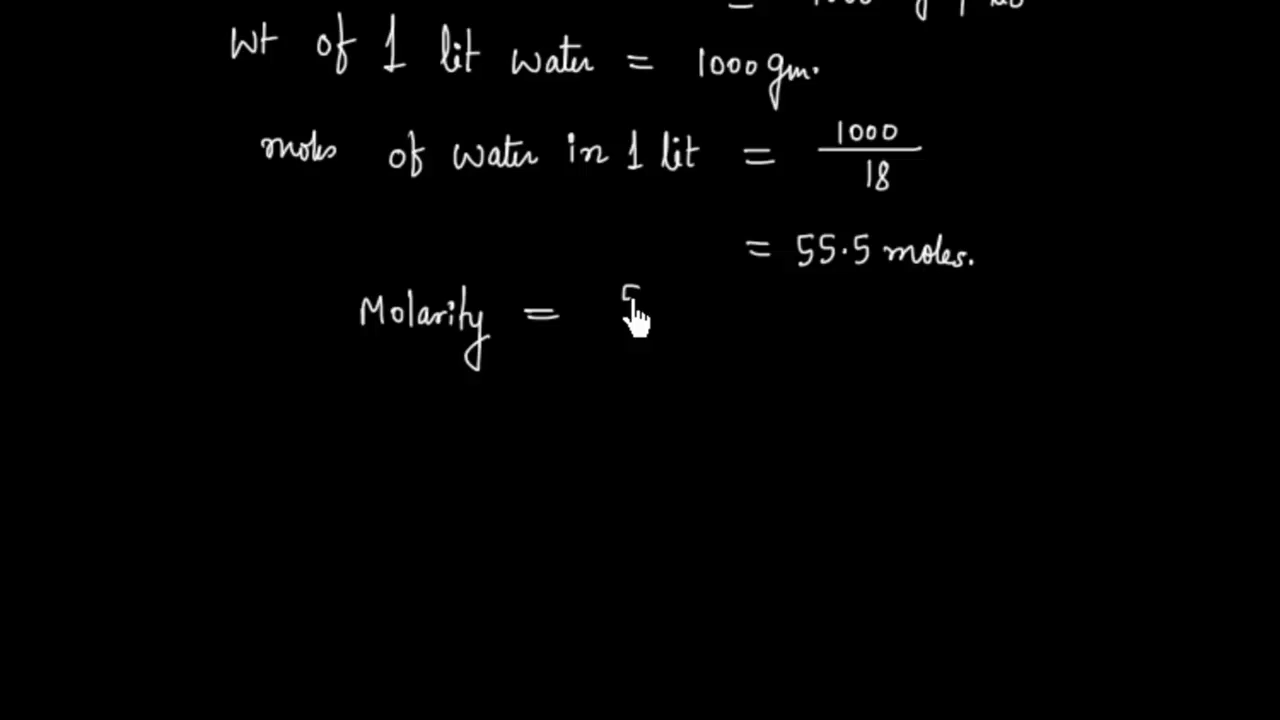 Wt of 1 lit water = 1000 gm.
moles of water in 1 lit = 1000
18
= 55.5 moles.
Molarity = 5